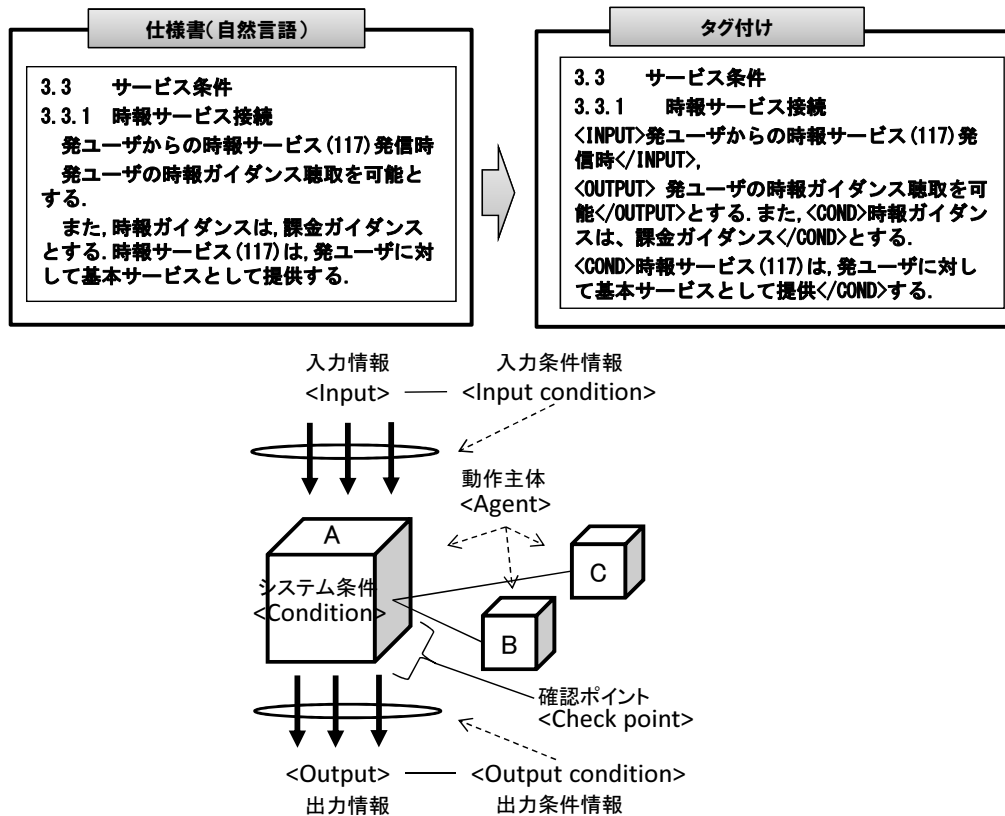 仕様書(自然言語)
3.3 サービス条件
3.3.1 時報サービス接続
発ユーザからの時報サービス(117)発信時
発ユーザの時報ガイダンス聴取を可能と
する.
また,時報ガイダンスは,課金ガイダンス
とする.時報サービス(117)は,発ユーザに対
して基本サービスとして提供する.
タグ付け
3.3 サービス条件
3.3.1 時報サービス接続
<INPUT>発ユーザからの時報サービス(117)発
信時</INPUT>,
<OUTPUT> 発ユーザの時報ガイダンス聴取を可
能</OUTPUT>とする.また,<COND>時報ガイダン
スは、課金ガイダンス</COND>とする.
<COND>時報サービス(117)は,発ユーザに対し
て基本サービスとして提供</COND>する.
入力情報 入力条件情報
<Input> <Input condition>
動作主体
<Agent>
A
C
システム条件
<Condition>
B
確認ポイント
<Check point>
<Output> <Output condition>
出力情報 出力条件情報